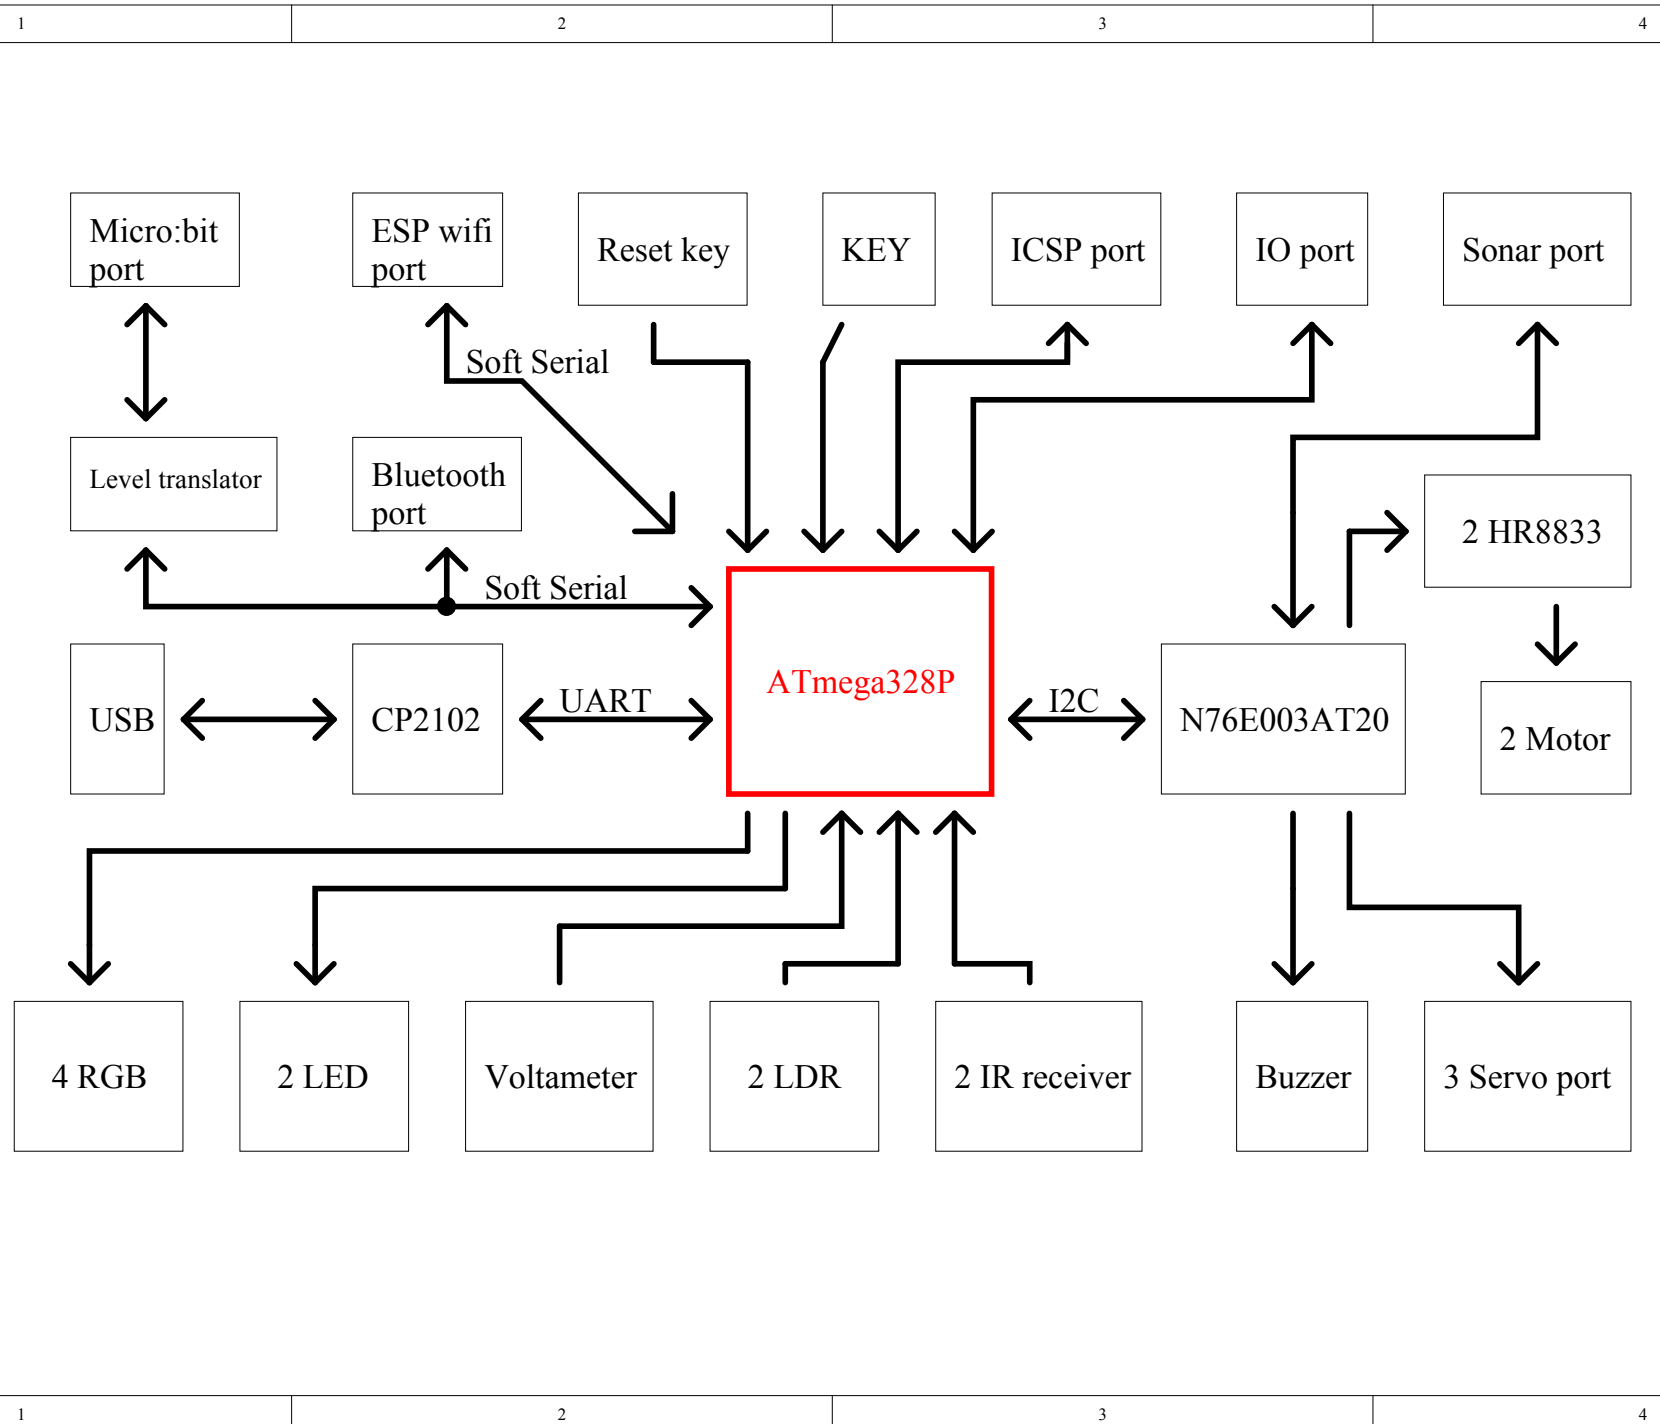 1 2 3 4
Micro:bit
port
ESP wifi
port
Reset key
KEY
ICSP port
IO port
Sonar port
Soft Serial
Level translator
Bluetooth
port
2 HR8833
Soft Serial
ATmega328P
USB
CP2102
UART
I2C
N76E003AT20
2 Motor
4 RGB
2 LED
Voltameter
2 LDR
2 IR receiver
Buzzer
3 Servo port
1 2 3 4